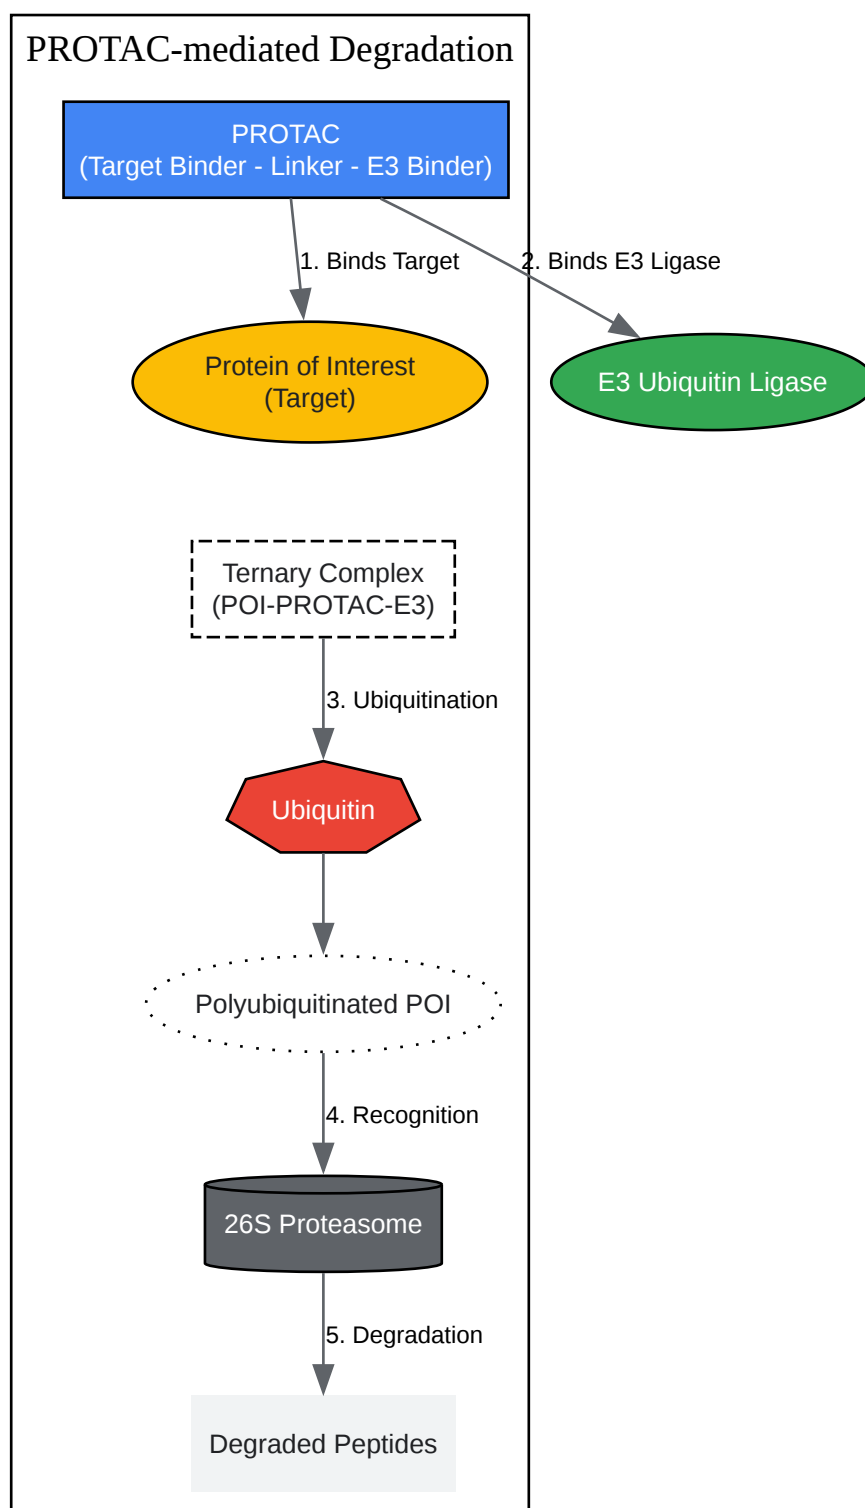 PROTAC-mediated Degradation
PROTAC
(Target Binder - Linker - E3 Binder)
1. Binds Target
2. Binds E3 Ligase
Protein of Interest
(Target)
E3 Ubiquitin Ligase
Ternary Complex
(POI-PROTAC-E3)
3. Ubiquitination
Ubiquitin
Polyubiquitinated POI
4. Recognition
26S Proteasome
5. Degradation
Degraded Peptides